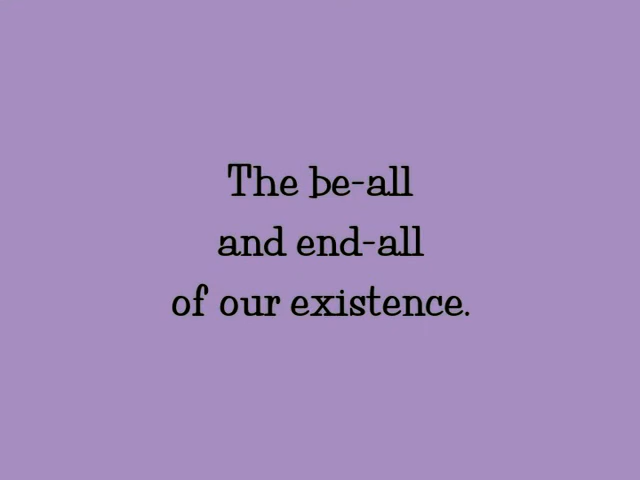 The be-all
and end-all
of our existence.